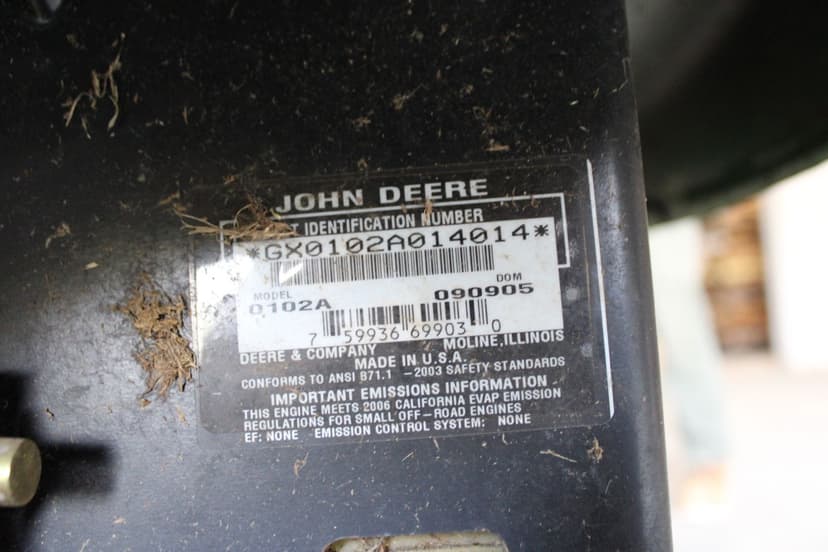 JOHN DEERE
T IDENTIFICATION NUMBER
*GX0102A014014*
MODEL DOM
0102A 090905
7 59936 69903 0
DEERE & COMPANY MOLINE, ILLINOIS
MADE IN U.S.A.
CONFORMS TO ANSI B71.1 -2003 SAFETY STANDARDS
IMPORTANT EMISSIONS INFORMATION
THIS ENGINE MEETS 2006 CALIFORNIA EVAP EMISSION
REGULATIONS FOR SMALL OFF-ROAD ENGINES
EF: NONE EMISSION CONTROL SYSTEM: NONE